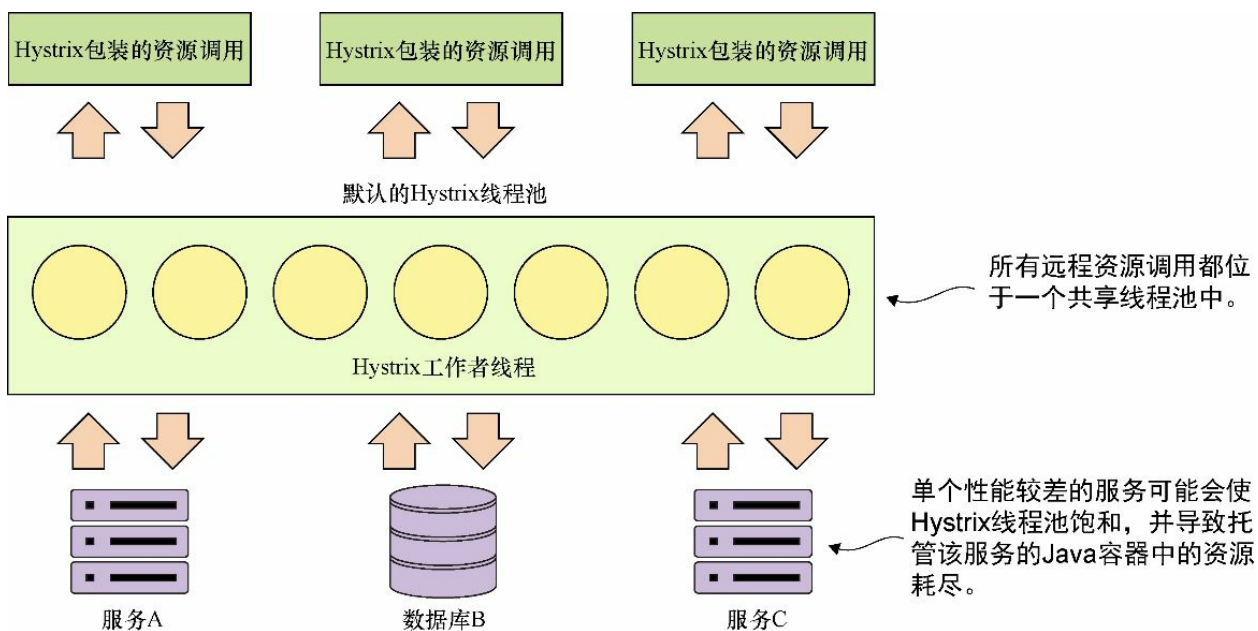 Hystrix包装的资源调用
Hystrix包装的资源调用
Hystrix包装的资源调用
默认的Hystrix线程池
Hystrix工作者线程
所有远程资源调用都位
于一个共享线程池中。
服务A
数据库B
服务C
单个性能较差的服务可能会使
Hystrix线程池饱和，并导致托
管该服务的Java容器中的资源
耗尽。